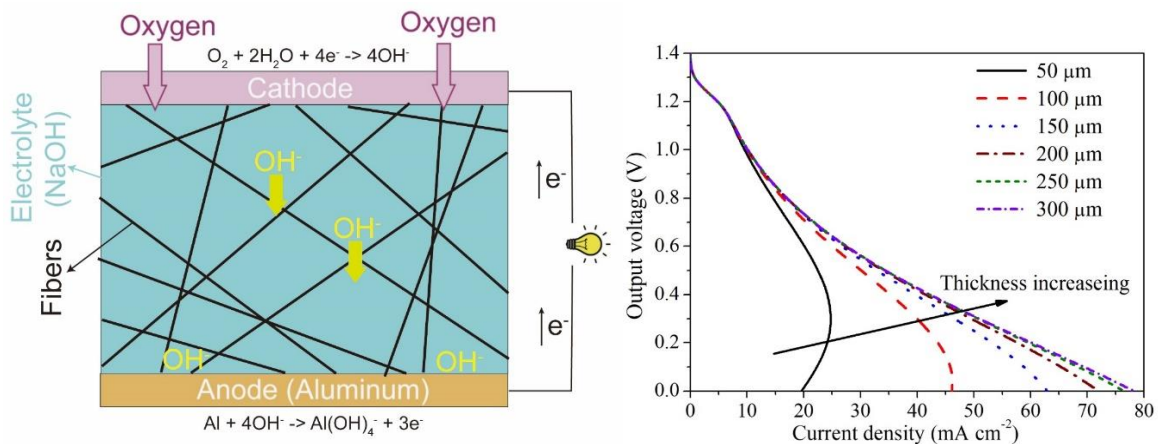 Oxygen
Oxygen
O₂ + 2H₂O + 4e⁻ -> 4OH⁻
Cathode
Electrolyte
(NaOH)
Fibers
OH⁻
OH⁻
OH⁻
OH⁻
↑e⁻
↑e⁻
Anode (Aluminum)
Al + 4OH⁻ -> Al(OH)₄⁻ + 3e⁻
Output voltage (V)
1.4
1.2
1.0
0.8
0.6
0.4
0.2
0.0
50 μm
100 μm
150 μm
200 μm
250 μm
300 μm
Thickness increaseing
0 10 20 30 40 50 60 70 80
Current density (mA cm⁻²)